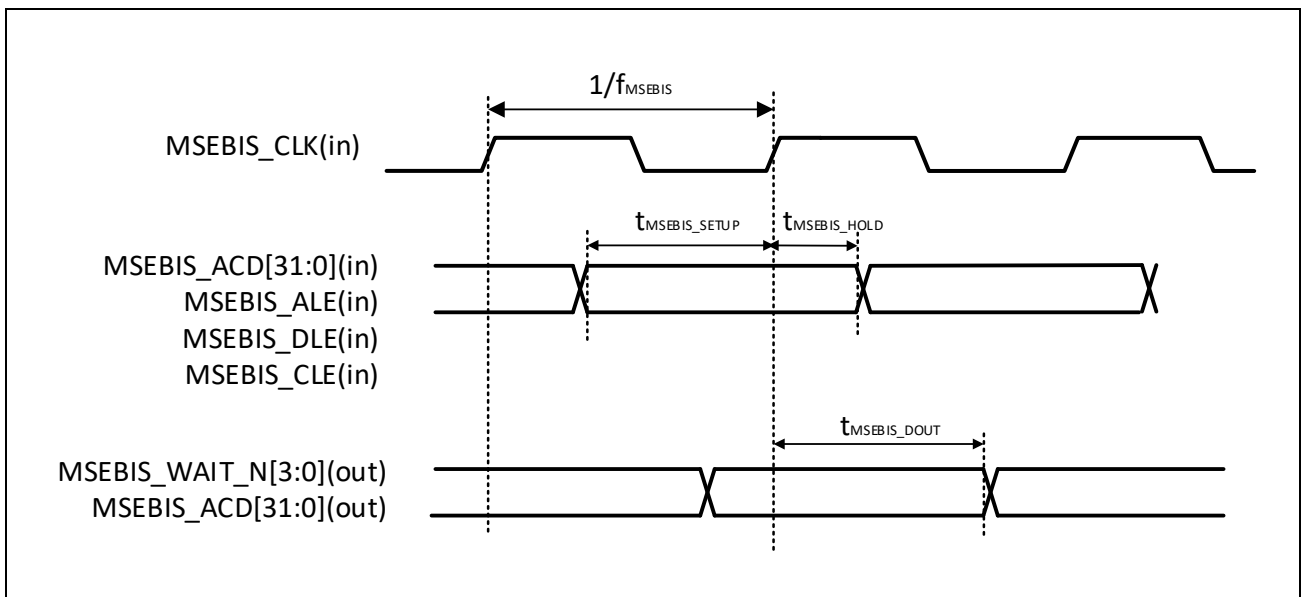 1/fMSEBIS
MSEBIS_CLK(in)
tMSEBIS_SETUP tMSEBIS_HOLD
MSEBIS_ACD[31:0](in)
MSEBIS_ALE(in)
MSEBIS_DLE(in)
MSEBIS_CLE(in)
tMSEBIS_DOUT
MSEBIS_WAIT_N[3:0](out)
MSEBIS_ACD[31:0](out)